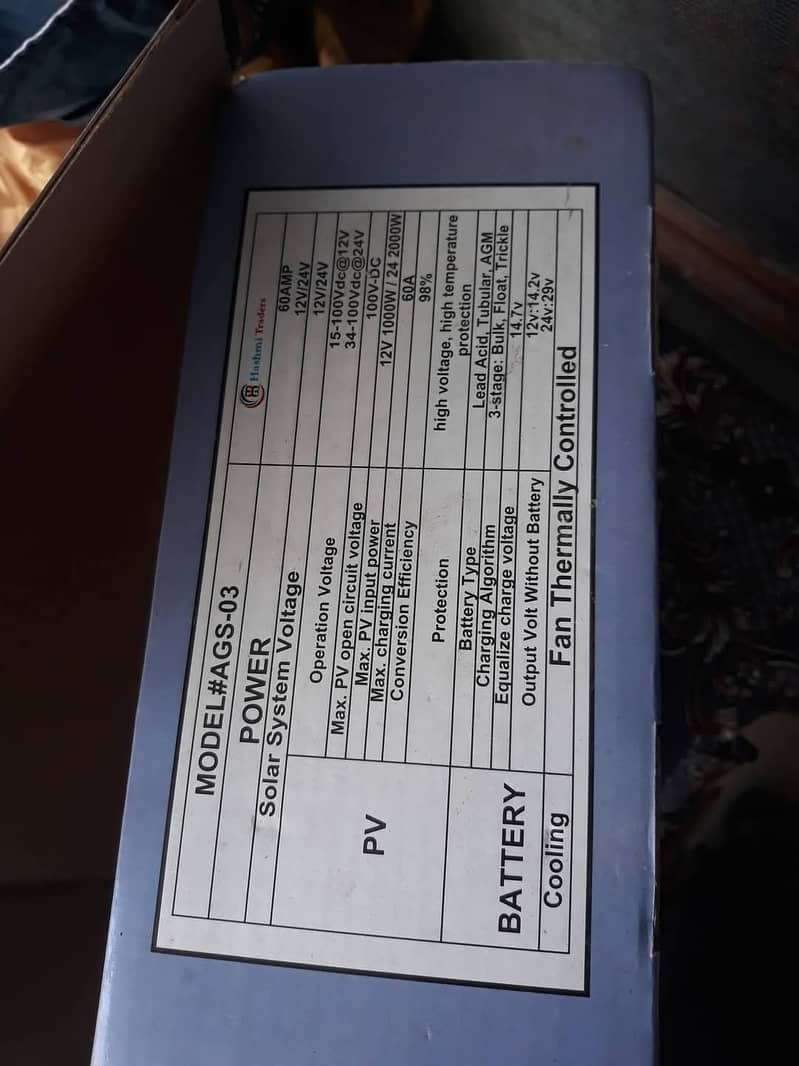 MODEL#AGS-03
Hashmi Traders
POWER 60AMP
Solar System Voltage 12V/24V
PV
12V/24V
Operation Voltage 15-100Vdc@12V
34-100Vdc@24V
Max. PV open circuit voltage 100V-DC
Max. PV input power 12V 1000W / 24 2000W
Max. charging current 60A
Conversion Efficiency 98%
Protection high voltage, high temperature
protection
BATTERY
Battery Type Lead Acid, Tubular, AGM
Charging Algorithm 3-stage: Bulk, Float, Trickle
Equalize charge voltage 14.7v
Output Volt Without Battery 12v:14.2v
24v:29v
Cooling Fan Thermally Controlled